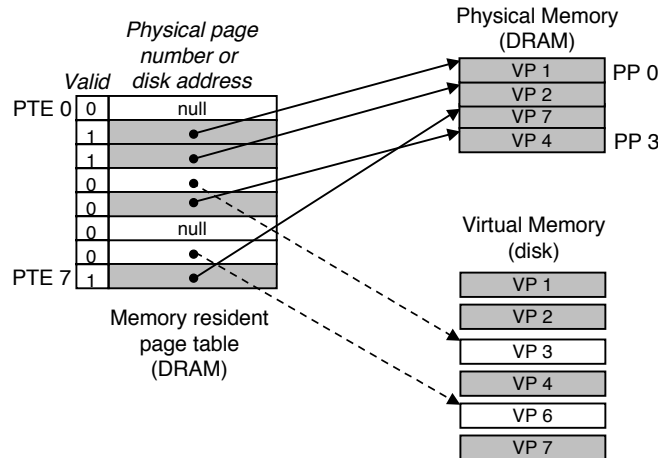 Physical page
number or
disk address
Valid
PTE 0
0
null
1
1
0
0
0
null
0
PTE 7
1
Memory resident
page table
(DRAM)
Physical Memory
(DRAM)
VP 1
PP 0
VP 2
VP 7
VP 4
PP 3
Virtual Memory
(disk)
VP 1
VP 2
VP 3
VP 4
VP 6
VP 7